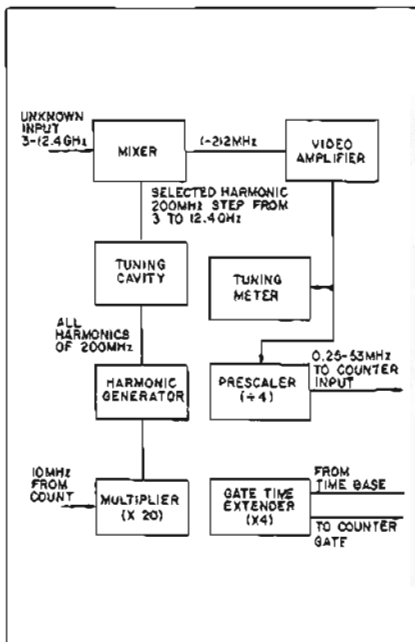 UNKNOWN
INPUT
3-12.4GHz
MIXER
1-212MHz
VIDEO
AMPLIFIER
SELECTED HARMONIC
200MHz STEP FROM
3 TO 12.4GHz
TUNING
CAVITY
TUNING
METER
ALL
HARMONICS
OF 200MHz
0.25-53MHz
TO COUNTER
INPUT
HARMONIC
GENERATOR
PRESCALER
(÷4)
10MHz
FROM
COUNT
MULTIPLIER
(X 20)
GATE TIME
EXTENDER
(X4)
FROM
TIME BASE
TO COUNTER
GATE